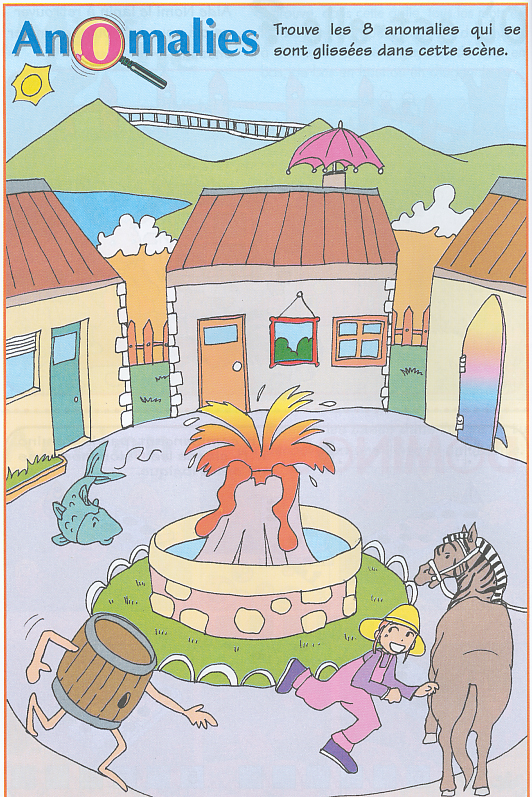 AnOmalies
Trouve les 8 anomalies qui se
sont glissées dans cette scène.